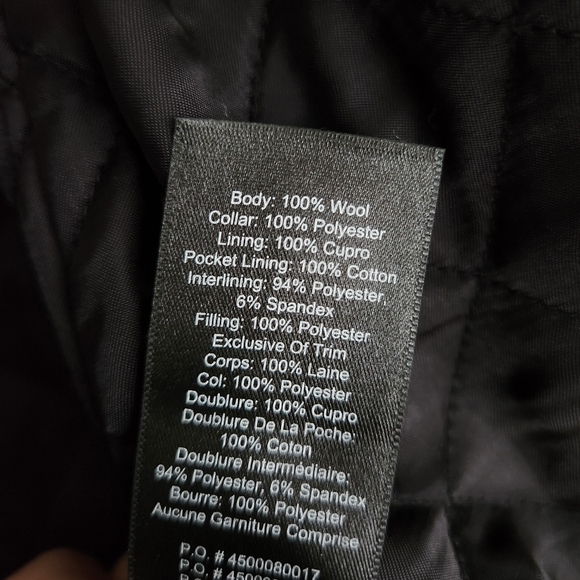 Body: 100% Wool
Collar: 100% Polyester
Lining: 100% Cupro
Pocket Lining: 100% Cotton
Interlining: 94% Polyester,
6% Spandex
Filling: 100% Polyester
Exclusive Of Trim
Corps: 100% Laine
Col: 100% Polyester
Doublure: 100% Cupro
Doublure De La Poche:
100% Coton
Doublure Intermédiaire:
94% Polyester, 6% Spandex
Bourre: 100% Polyester
Aucune Garniture Comprise
P.O. # 4500080017
P.O. #